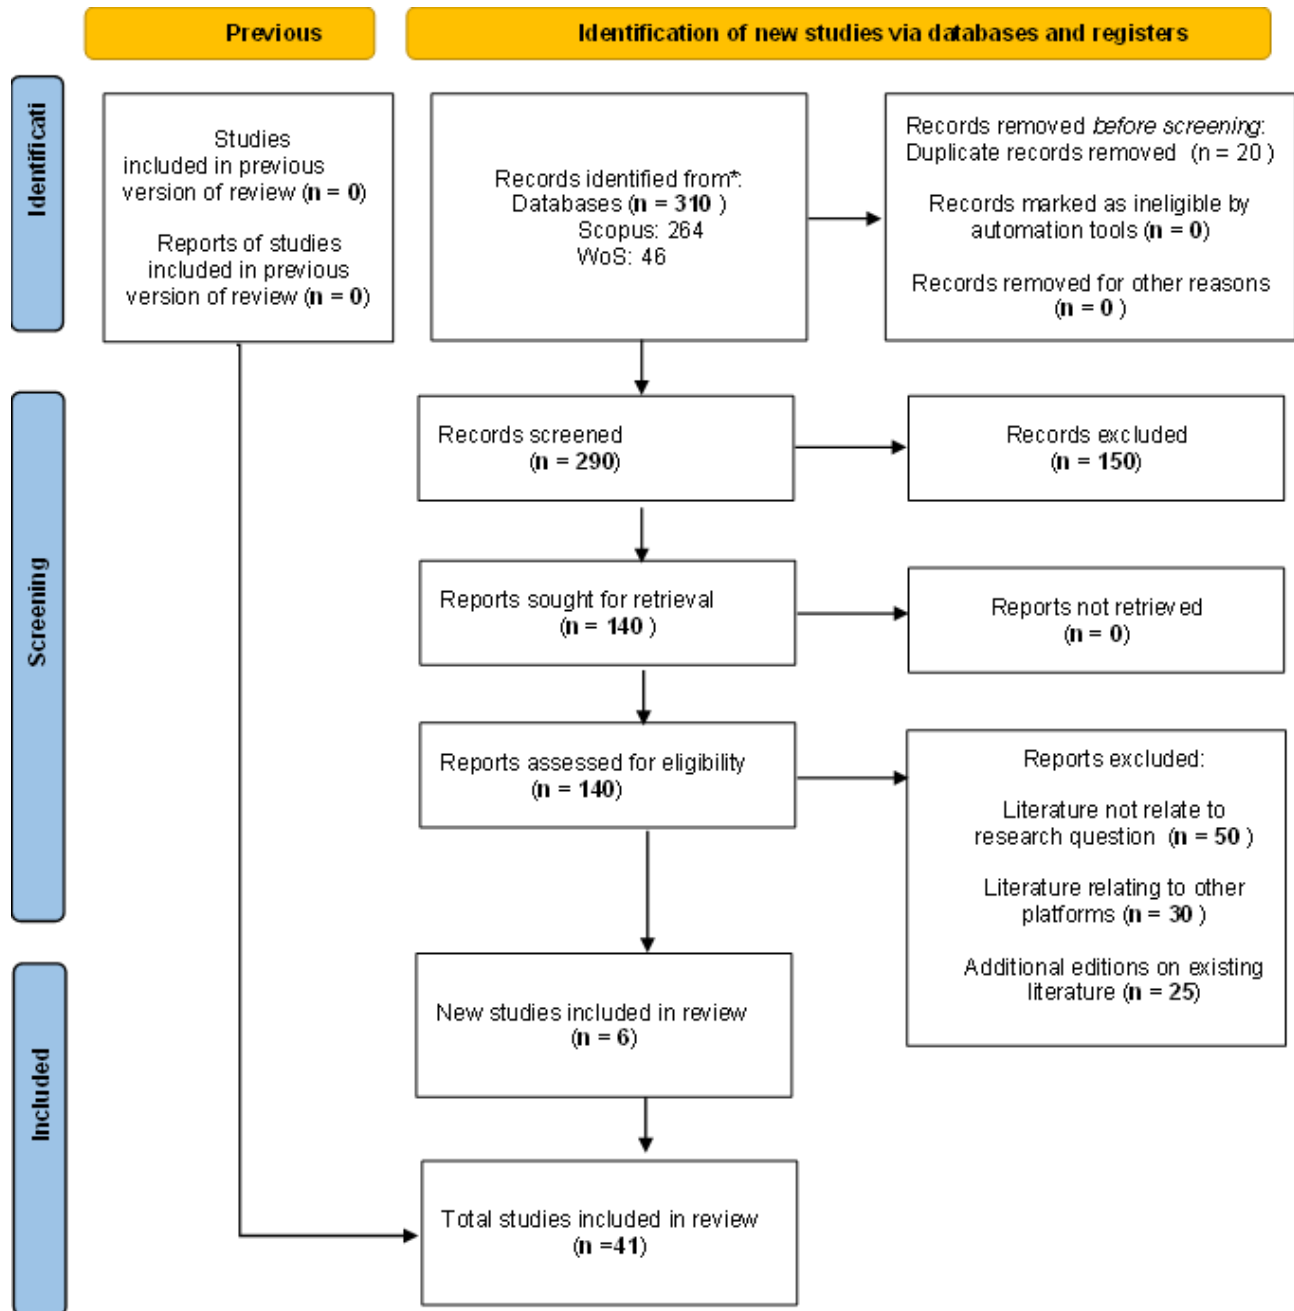 Previous
Identification of new studies via databases and registers
Identificati
Studies
included in previous
version of review (n = 0)
Reports of studies
included in previous
version of review (n = 0)
Records identified from*:
Databases (n = 310 )
Scopus: 264
WoS: 46
Records removed before screening:
Duplicate records removed (n = 20 )
Records marked as ineligible by
automation tools (n = 0)
Records removed for other reasons
(n = 0 )
Screening
Records screened
(n = 290)
Records excluded
(n = 150)
Reports sought for retrieval
(n = 140 )
Reports not retrieved
(n = 0)
Reports assessed for eligibility
(n = 140)
Reports excluded:
Literature not relate to
research question (n = 50 )
Literature relating to other
platforms (n = 30 )
Additional editions on existing
literature (n = 25)
Included
New studies included in review
(n = 6)
Total studies included in review
(n =41)